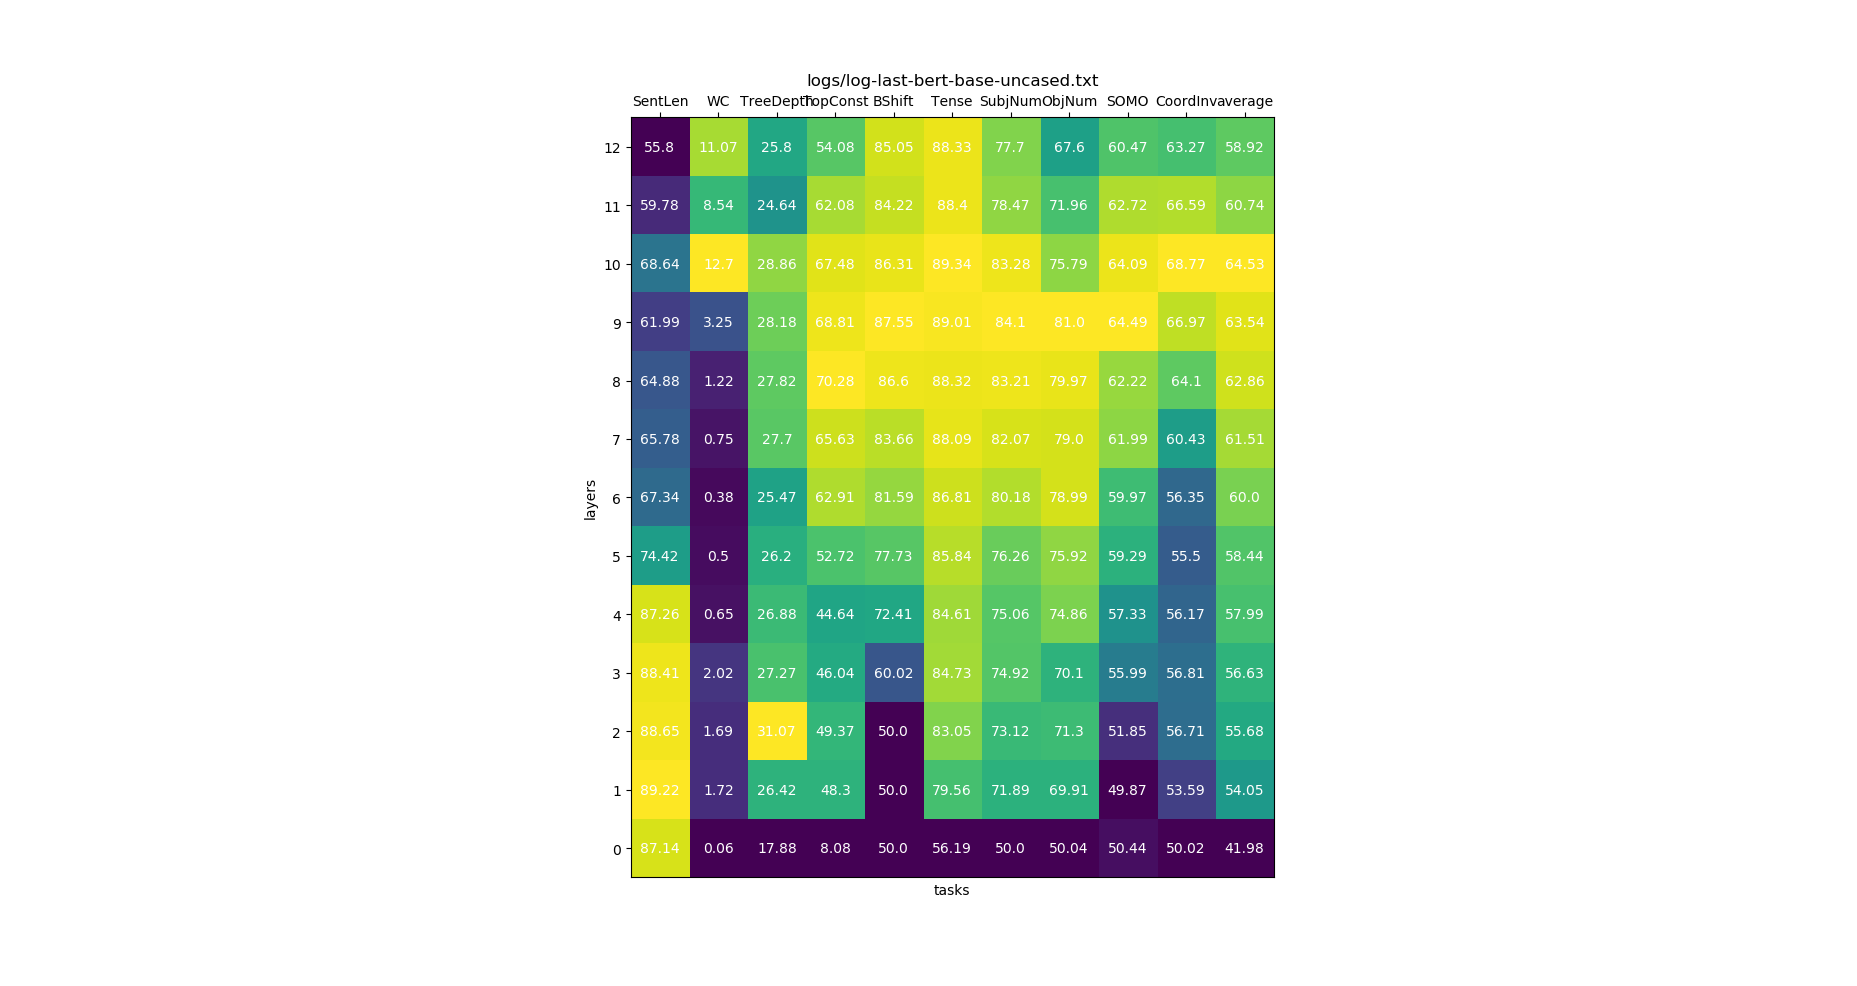 logs/log-last-bert-base-uncased.txt
SentLen WC TreeDepth TopConst BShift Tense SubjNum ObjNum SOMO CoordInv average
12 55.8 11.07 25.8 54.08 85.05 88.33 77.7 67.6 60.47 63.27 58.92
11 59.78 8.54 24.64 62.08 84.22 88.4 78.47 71.96 62.72 66.59 60.74
10 68.64 12.7 28.86 67.48 86.31 89.34 83.28 75.79 64.09 68.77 64.53
9 61.99 3.25 28.18 68.81 87.55 89.01 84.1 81.0 64.49 66.97 63.54
8 64.88 1.22 27.82 70.28 86.6 88.32 83.21 79.97 62.22 64.1 62.86
7 65.78 0.75 27.7 65.63 83.66 88.09 82.07 79.0 61.99 60.43 61.51
6 67.34 0.38 25.47 62.91 81.59 86.81 80.18 78.99 59.97 56.35 60.0
layers
5 74.42 0.5 26.2 52.72 77.73 85.84 76.26 75.92 59.29 55.5 58.44
4 87.26 0.65 26.88 44.64 72.41 84.61 75.06 74.86 57.33 56.17 57.99
3 88.41 2.02 27.27 46.04 60.02 84.73 74.92 70.1 55.99 56.81 56.63
2 88.65 1.69 31.07 49.37 50.0 83.05 73.12 71.3 51.85 56.71 55.68
1 89.22 1.72 26.42 48.3 50.0 79.56 71.89 69.91 49.87 53.59 54.05
0 87.14 0.06 17.88 8.08 50.0 56.19 50.0 50.04 50.44 50.02 41.98
tasks